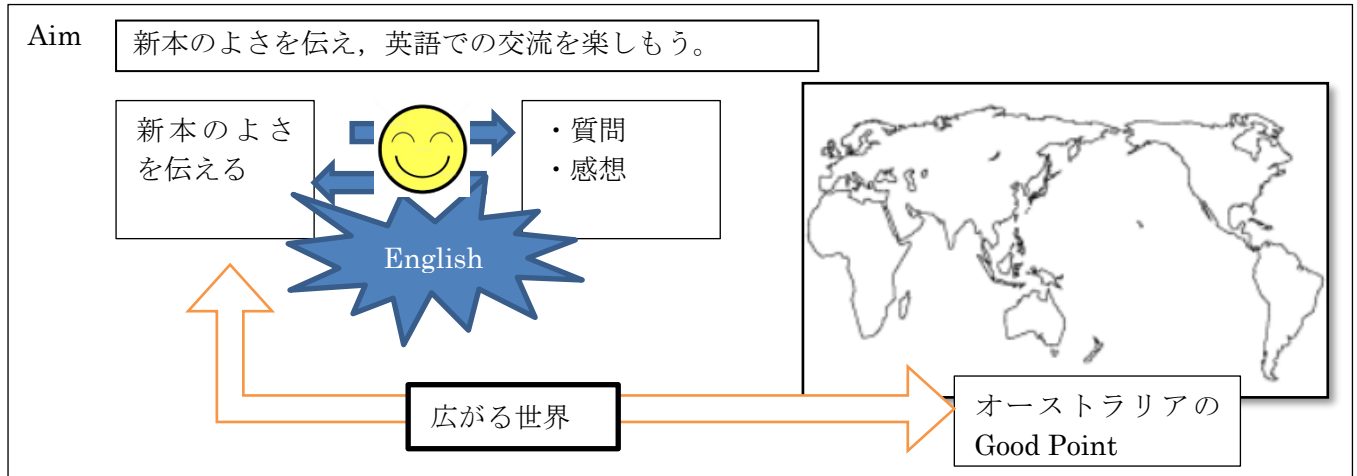 Aim
新本のよさを伝え，英語での交流を楽しもう。
新本のよさ
を伝える
・質問
・感想
English
広がる世界
オーストラリアの
Good Point